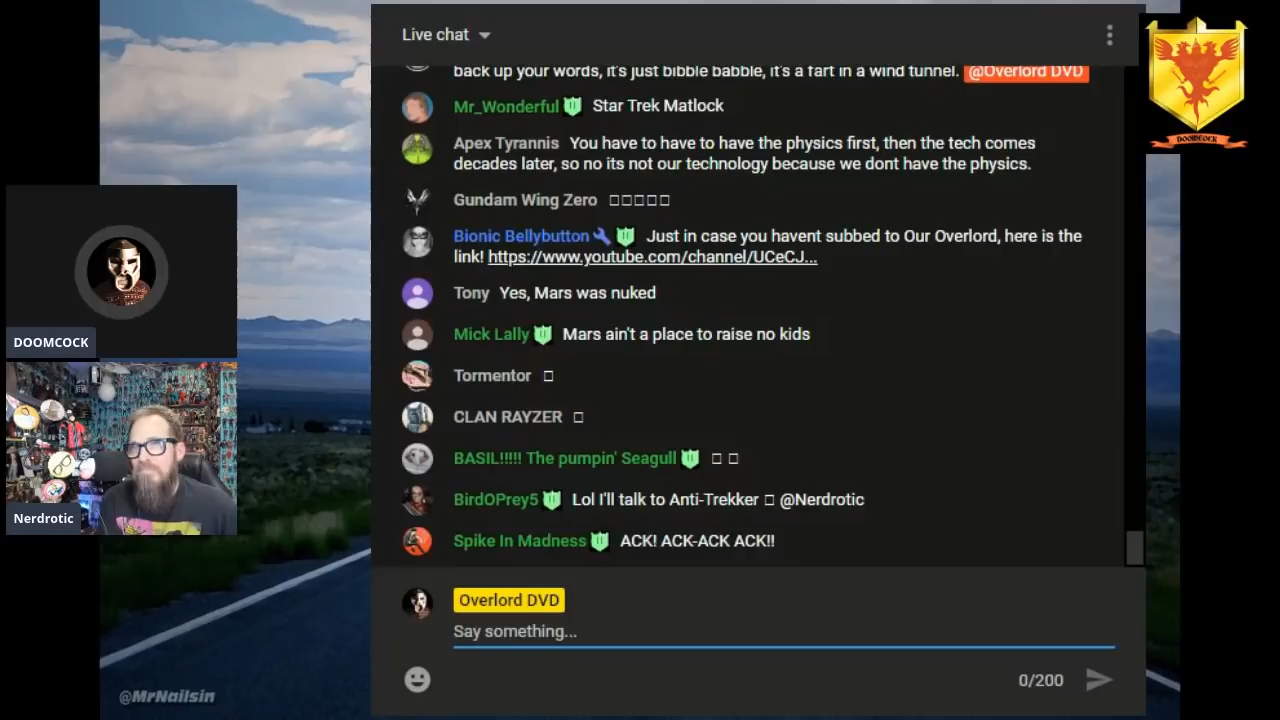 Live chat
back up your words, it's just bibble babble, it's a fart in a wind tunnel. @Overlord DVD
Mr_Wonderful Star Trek Matlock
Apex Tyrannis You have to have to have the physics first, then the tech comes
decades later, so no its not our technology because we dont have the physics.
Gundam Wing Zero
Bionic Bellybutton Just in case you havent subbed to Our Overlord, here is the
link! https://www.youtube.com/channel/UCeCJ...
Tony Yes, Mars was nuked
Mick Lally Mars ain't a place to raise no kids
Tormentor
CLAN RAYZER
BASIL!!!!! The pumpin' Seagull
BirdOPrey5 Lol I'll talk to Anti-Trekker @Nerdrotic
Spike In Madness ACK! ACK-ACK ACK!!
Overlord DVD
Say something...
0/200
DOOMCOCK
Nerdrotic
@MrNailsin
DOOMCOCK